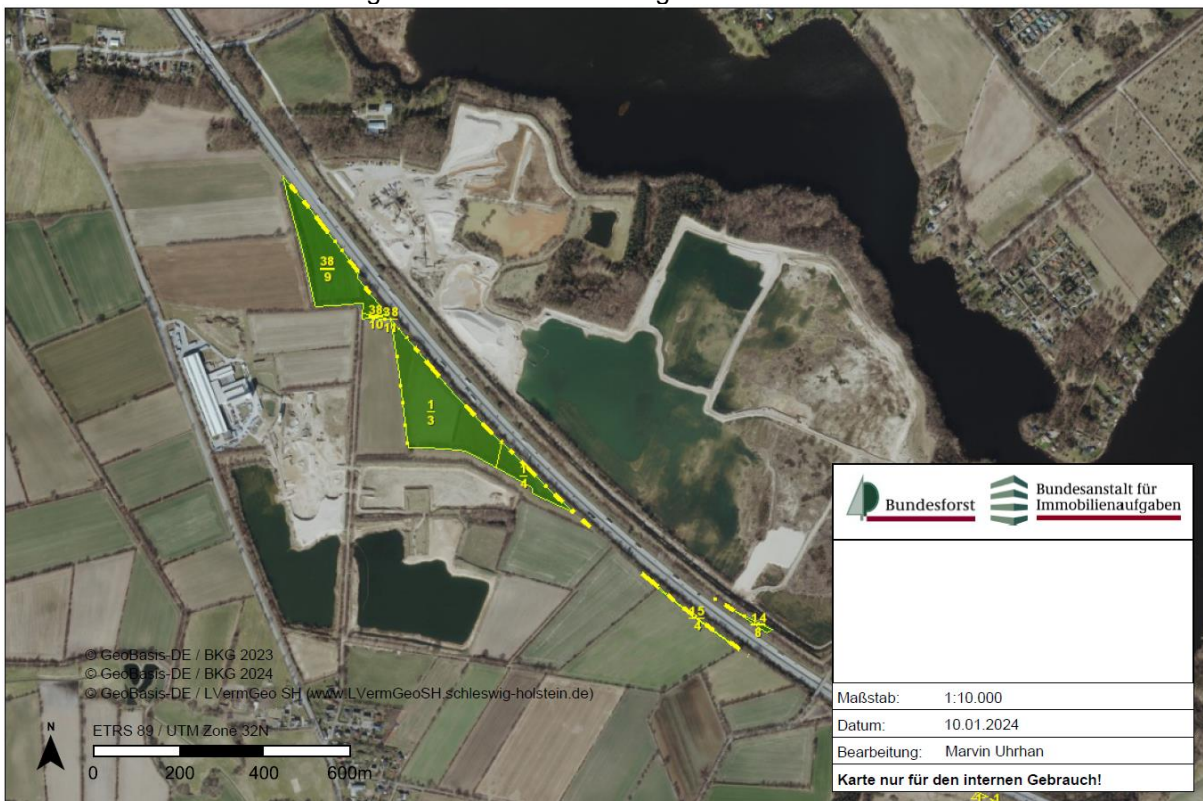 38
9
38
10
38
11
1
3
1
4
15
4
14
8
Bundesforst
Bundesanstalt für
Immobilienaufgaben
© GeoBasis-DE / BKG 2023
© GeoBasis-DE / BKG 2024
© GeoBasis-DE / LVermGeo SH (www.LVermGeoSH.schleswig-holstein.de)
ETRS 89 / UTM Zone 32N
N
0 200 400 600m
Maßstab: 1:10.000
Datum: 10.01.2024
Bearbeitung: Marvin Uhrhan
Karte nur für den internen Gebrauch!